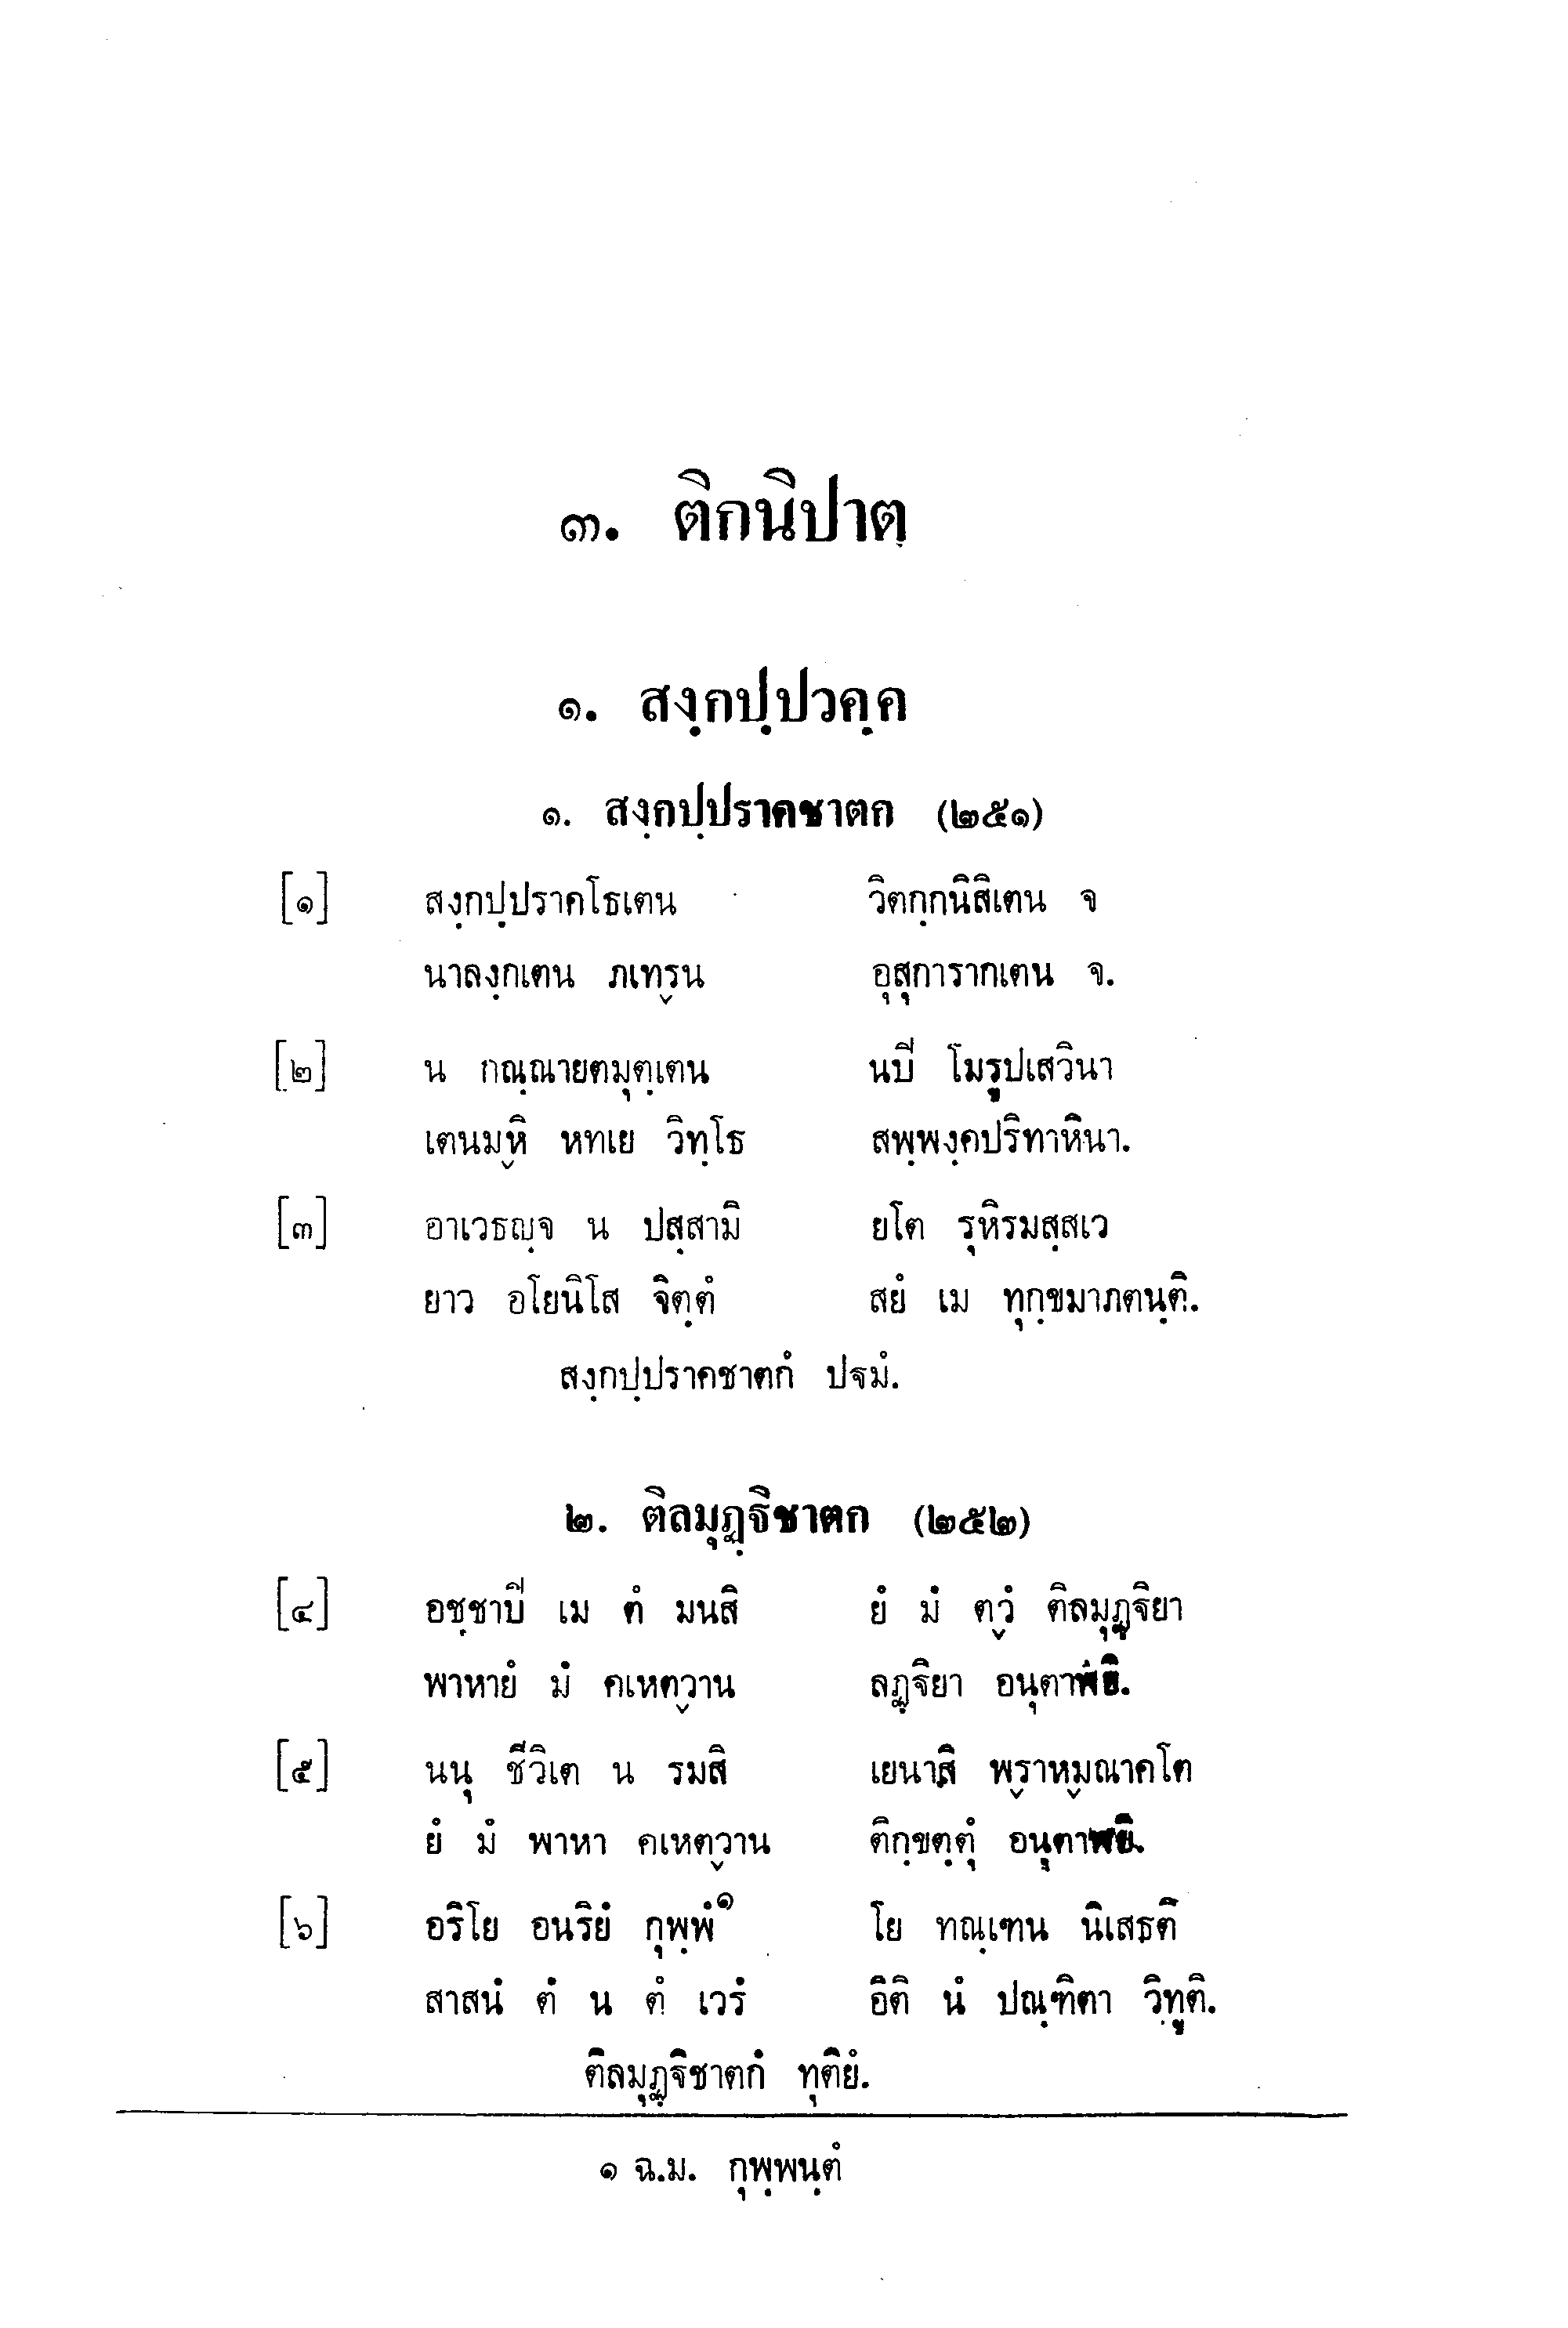 ๓. ติกนิปาต
๑. สงฺกปฺปวคฺค
๑. สงฺกปฺปราคชาตก (๒๕๑)
[๑] สงฺกปฺปราคโธเตน วิตกฺกนิสิเตน จ
นาลงฺกเตน ภเทฺรน อุสุการากเตน จ.
[๒] น กณฺณายตมุตฺเตน นปี โมรูปเสวินา
เตนมฺหิ หทเย วิทฺโธ สพฺพงฺคปริทาหินา.
[๓] อาเวธญฺจ น ปสฺสามิ ยโต รุหิรมสฺสเว
ยาว อโยนิโส จิตฺตํ สยํ เม ทุกฺขมาภตนฺติ.
สงฺกปฺปราคชาตกํ ปฐมํ.
๒. ติลมุฏฺฐิชาตก (๒๕๒)
[๔] อชฺชาปิ เม ตํ มนสิ ยํ มํ ตฺวํ ติลมุฏฺฐิยา
พาหายํ มํ คเหตฺวาน ลฏฺฐิยา อนุตาฬยิ.
[๕] นนุ ชีวิเต น รมสิ เยนาสิ พฺราหฺมณาคโต
ยํ มํ พาหา คเหตฺวาน ติกฺขตฺตุํ อนุตาฬยิ.
[๖] อริโย อนริยํ กุพฺพํ๑ โย ทณฺเฑน นิเสธติ
สาสนํ ตํ น ตํ เวรํ อิติ นํ ปณฺฑิตา วิทูติ.
ติลมุฏฺฐิชาตกํ ทุติยํ.
๑ ฉ.ม. กุพฺพนฺตํ